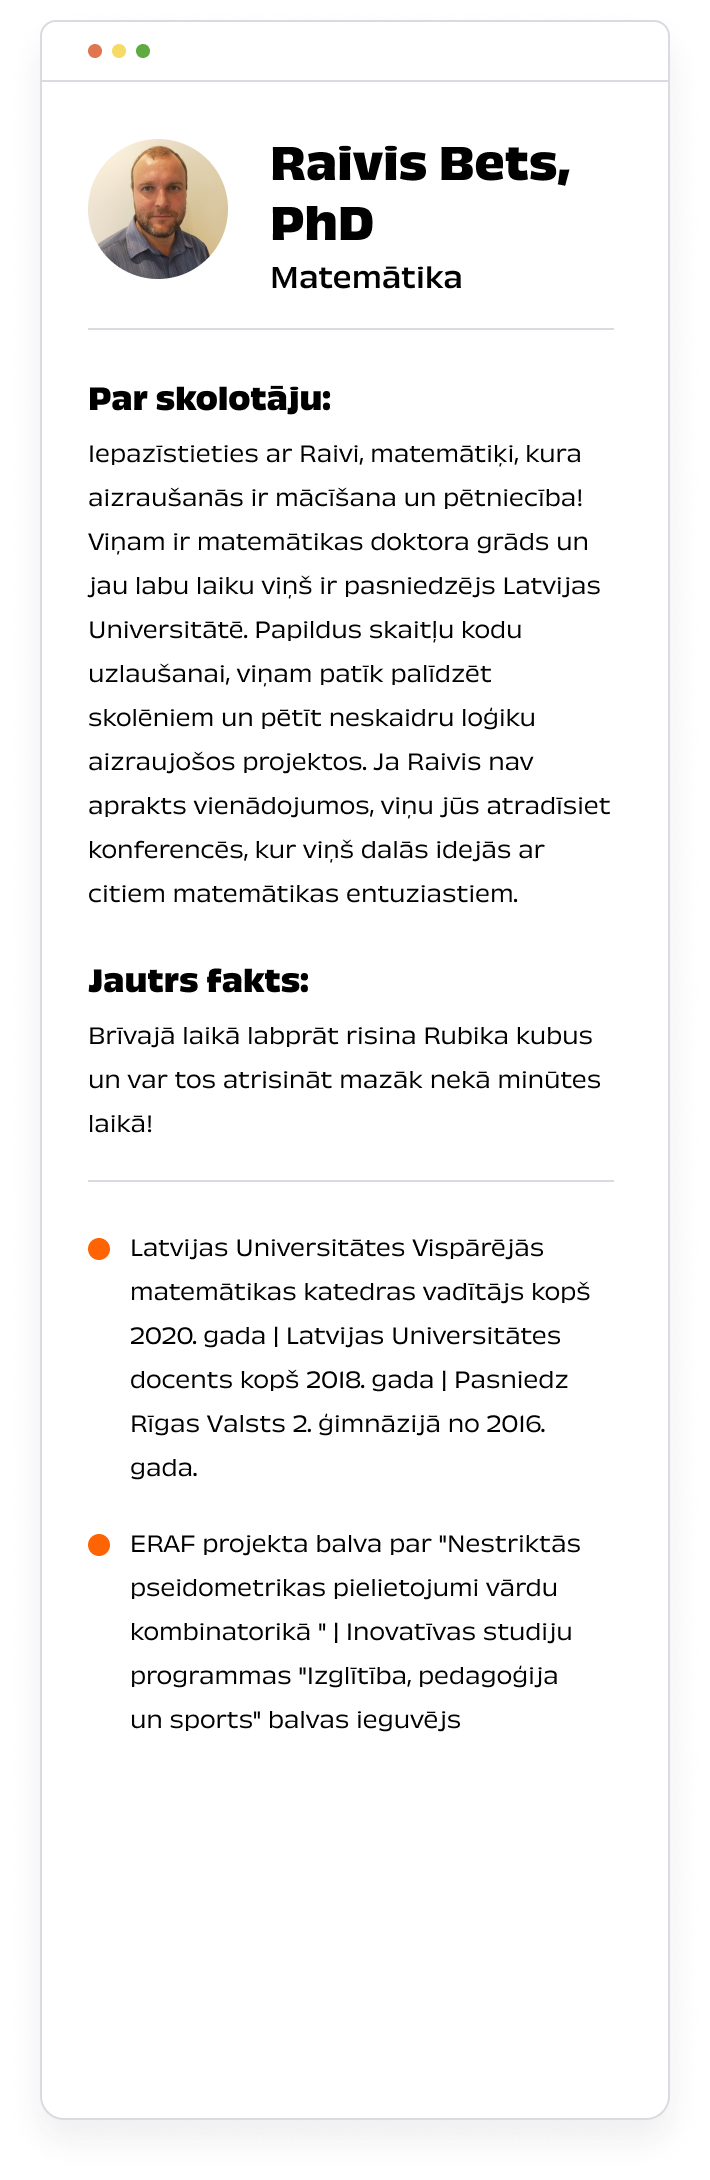 Raivis Bets,
PhD
Matemātika
Par skolotāju:
Iepazīstieties ar Raivi, matemātiķi, kura
aizraušanās ir mācīšana un pētniecība!
Viņam ir matemātikas doktora grāds un
jau labu laiku viņš ir pasniedzējs Latvijas
Universitātē. Papildus skaitļu kodu
uzlaušanai, viņam patīk palīdzēt
skolēniem un pētīt neskaidru loģiku
aizraujošos projektos. Ja Raivis nav
aprakts vienādojumos, viņu jūs atradīsiet
konferencēs, kur viņš dalās idejās ar
citiem matemātikas entuziastiem.
Jautrs fakts:
Brīvajā laikā labprāt risina Rubika kubus
un var tos atrisināt mazāk nekā minūtes
laikā!
Latvijas Universitātes Vispārējās
matemātikas katedras vadītājs kopš
2020. gada | Latvijas Universitātes
docents kopš 2018. gada | Pasniedz
Rīgas Valsts 2. ģimnāzijā no 2016.
gada.
ERAF projekta balva par "Nestriktās
pseidometrikas pielietojumi vārdu
kombinatorikā " | Inovatīvas studiju
programmas "Izglītība, pedagoģija
un sports" balvas ieguvējs